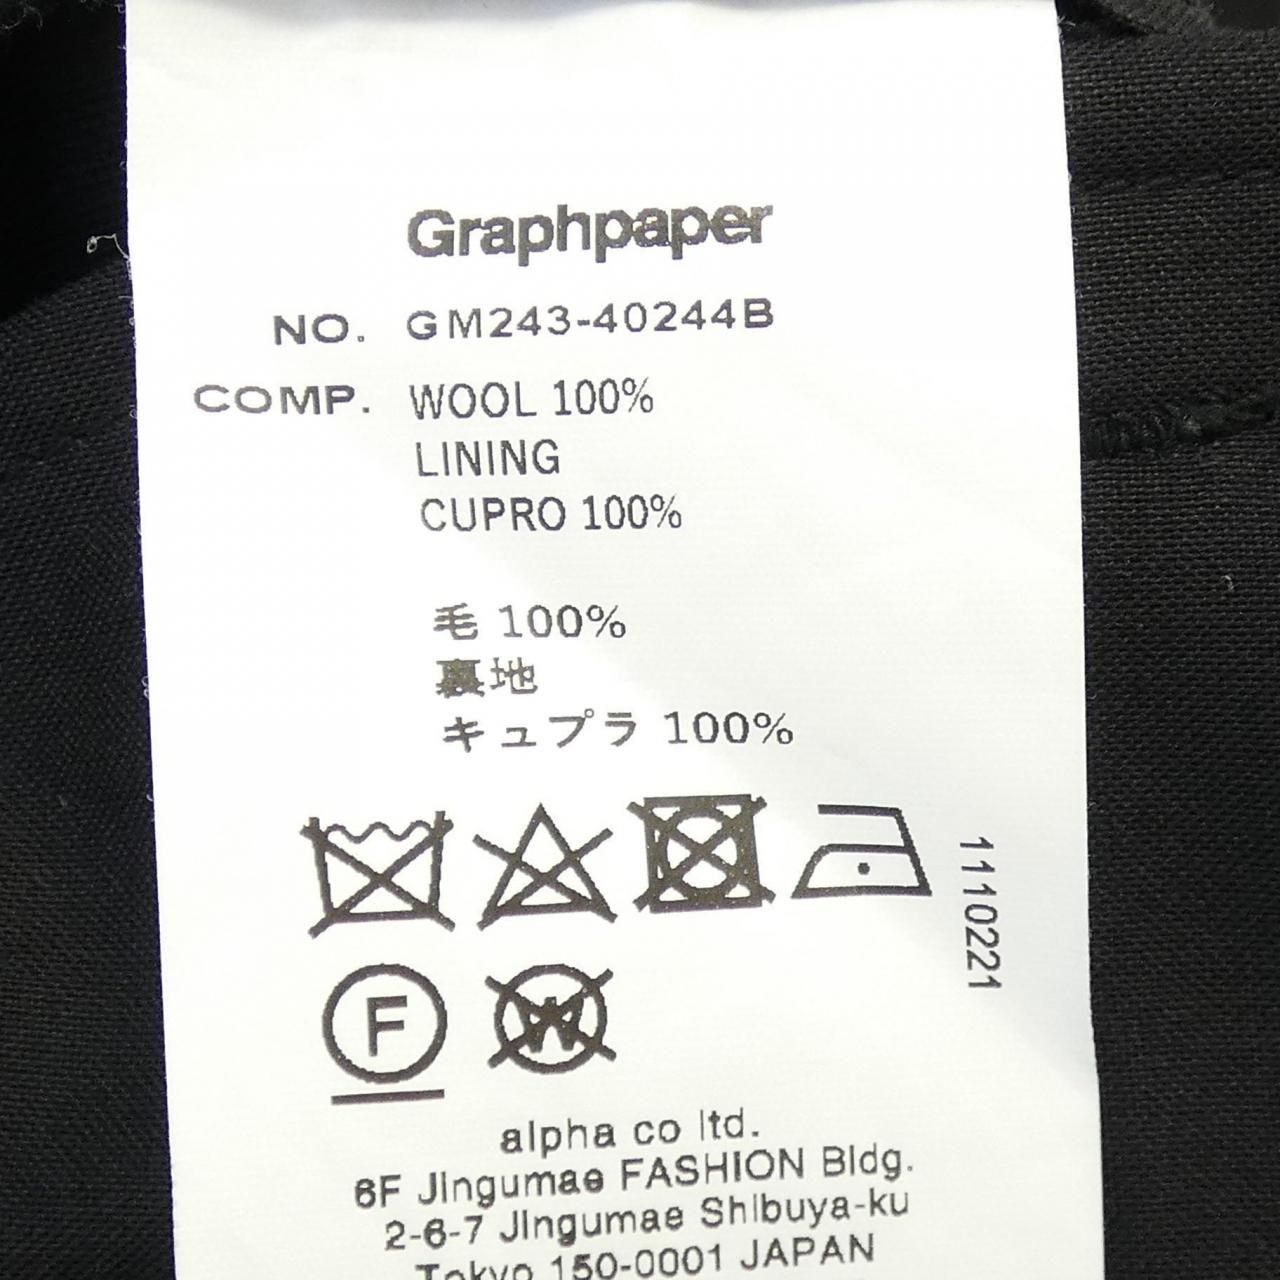 Graphpaper
NO. GM243-40244B
COMP. WOOL 100%
LINING
CUPRO 100%
毛 100%
裏地
キュプラ 100%
1110221
F
W
alpha co ltd.
6F Jingumae FASHION Bldg.
2-6-7 Jingumae Shibuya-ku
Tokyo 150-0001 JAPAN